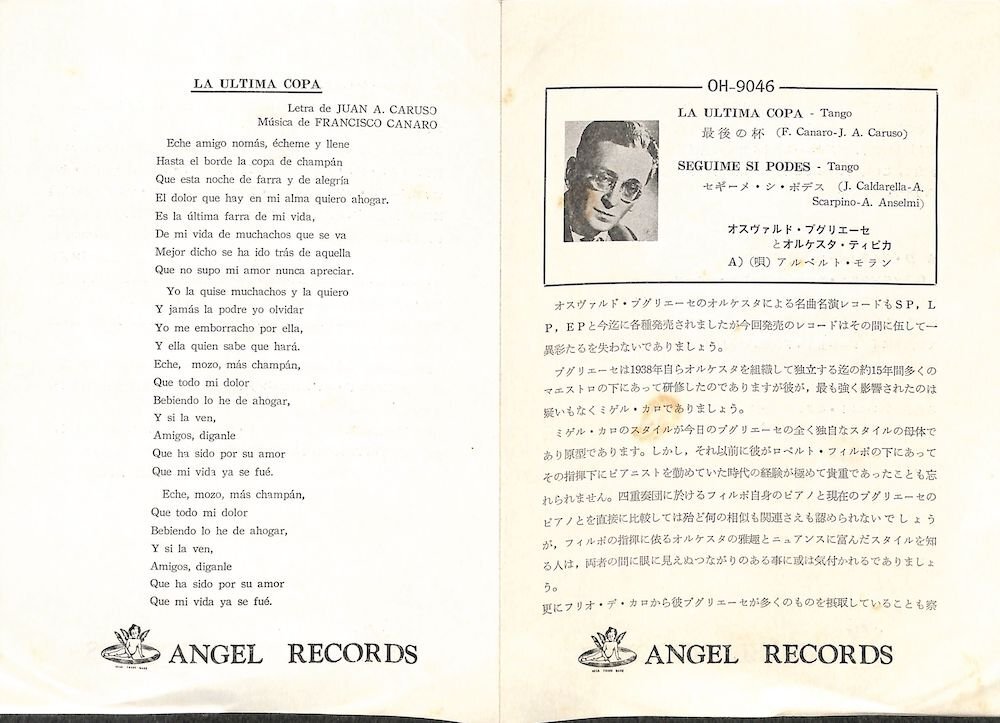 LA ULTIMA COPA
Letra de JUAN A. CARUSO
Música de FRANCISCO CANARO
Eche amigo nomás, écheme y llene
Hasta el borde la copa de champán
Que esta noche de farra y de alegría
El dolor que hay en mi alma quiero ahogar.
Es la última farra de mi vida,
De mi vida de muchachos que se va
Mejor dicho se ha ido trás de aquella
Que no supo mi amor nunca apreciar.
Yo la quise muchachos y la quiero
Y jamás la podre yo olvidar
Yo me emborracho por ella,
Y ella quien sabe que hará.
Eche, mozo, más champán,
Que todo mi dolor
Bebiendo lo he de ahogar,
Y si la ven,
Amigos, diganle
Que ha sido por su amor
Que mi vida ya se fué.
Eche, mozo, más champán,
Que todo mi dolor
Bebiendo lo he de ahogar,
Y si la ven,
Amigos, diganle
Que ha sido por su amor
Que mi vida ya se fué.
ANGEL RECORDS
OH-9046
LA ULTIMA COPA - Tango
最後の杯 (F. Canaro-J. A. Caruso)
SEGUIME SI PODES - Tango
セギーメ・シ・ポデス (J. Caldarella-A.
Scarpino-A. Anselmi)
オスヴァルド・プグリエーセ
とオルケスタ・ティピカ
A) (唄) アルベルト・モラン
オスヴァルド・プグリエーセのオルケスタによる名曲名演レコードもSP，L
P，EPと今迄に各種発売されましたが今回発売のレコードはその間に伍して一
異彩たるを失わないでありましょう。
プグリエーセは1938年自らオルケスタを組織して独立する迄の約15年間多くの
マエストロの下にあって研修したのでありますが彼が，最も強く影響されたのは
疑いもなくミゲル・カロでありましょう。
ミゲル・カロのスタイルが今日のプグリエーセの全く独自なスタイルの母体で
あり原型であります。しかし，それ以前に彼がロベルト・フィルポの下にあって
その指揮下にピアニストを勤めていた時代の経験が極めて貴重であったことも忘
れられません。四重奏団に於けるフィルポ自身のピアノと現在のプグリエーセの
ピアノとを直接に比較しては殆ど何の相似も関連さえも認められないでしょう
が，フィルポの指揮に依るオルケスタの雅趣とニュアンスに富んだスタイルを知
る人は，両者の間に眼に見えぬつながりのある事に或は気付かれるでありましょ
う。
更にフリオ・デ・カロから彼プグリエーセが多くのものを摂取していることも察
ANGEL RECORDS